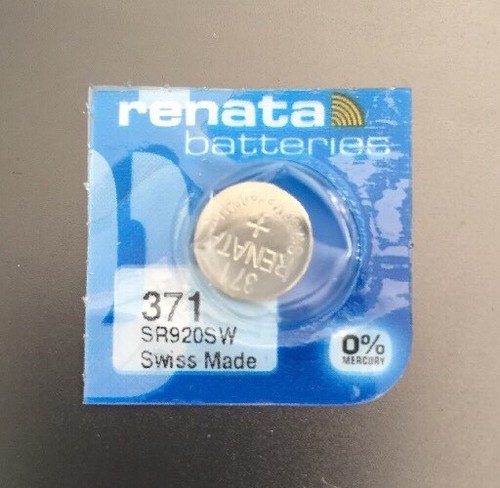 renata
batteries
+
RENATA
371
371
SR920SW
Swiss Made
0%
MERCURY